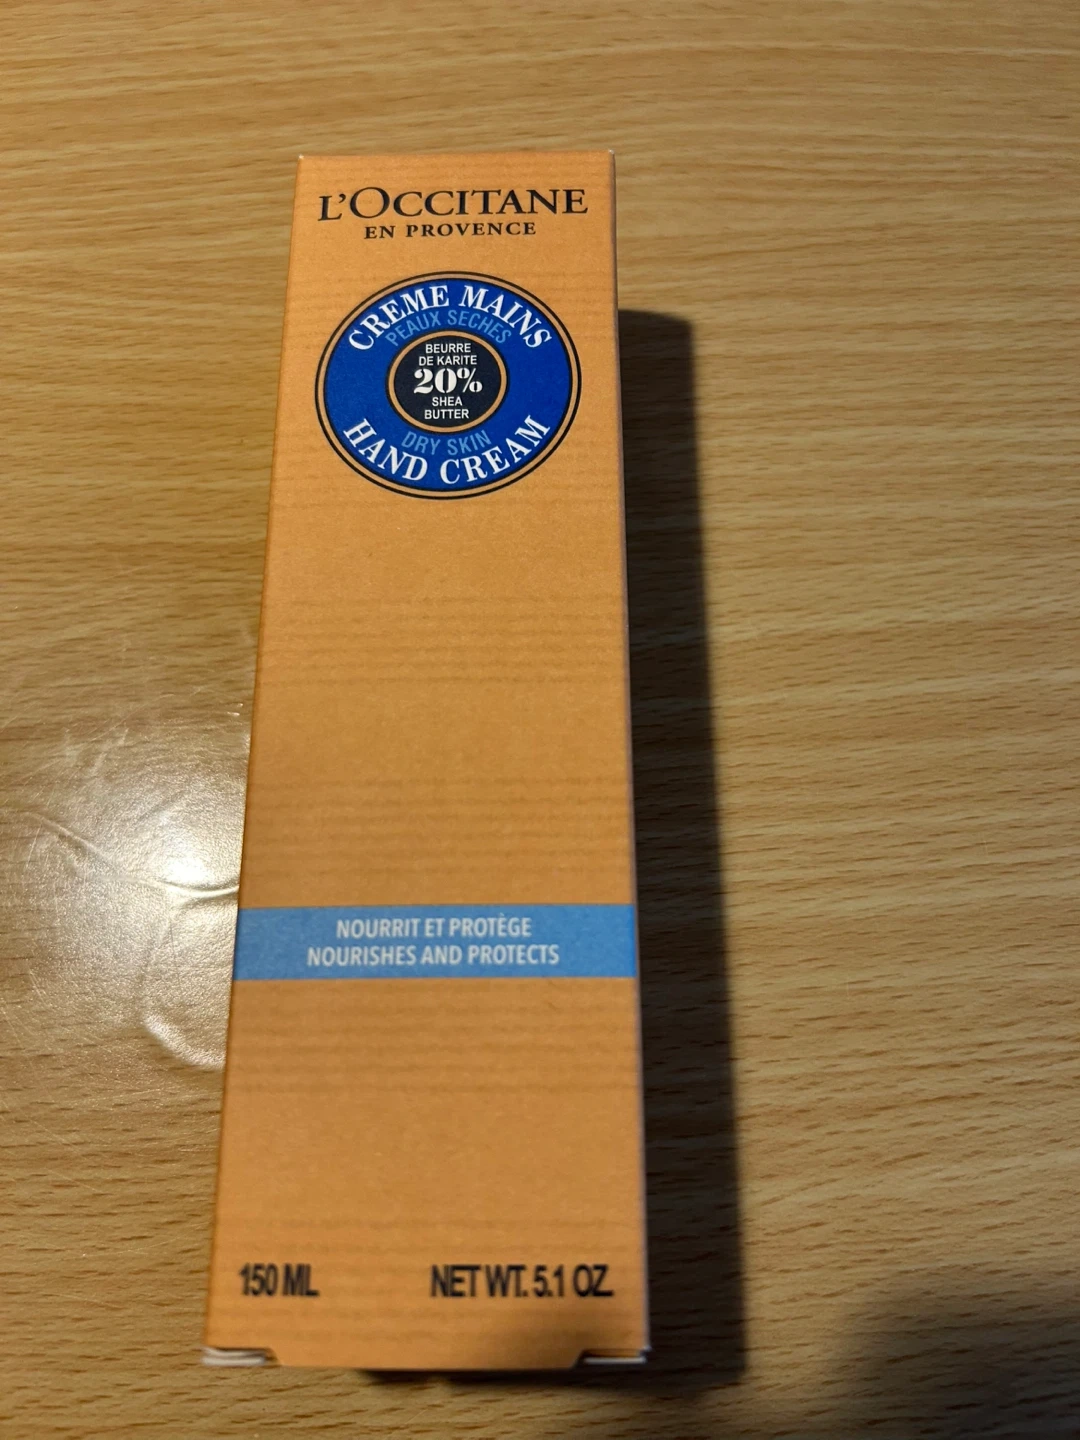 L'OCCITANE
EN PROVENCE
CREME MAINS
PEAUX SECHES
BEURRE
DE KARITE
20%
SHEA
BUTTER
DRY SKIN
HAND CREAM
NOURRIT ET PROTÈGE
NOURISHES AND PROTECTS
150 ML NET WT. 5.1 OZ.